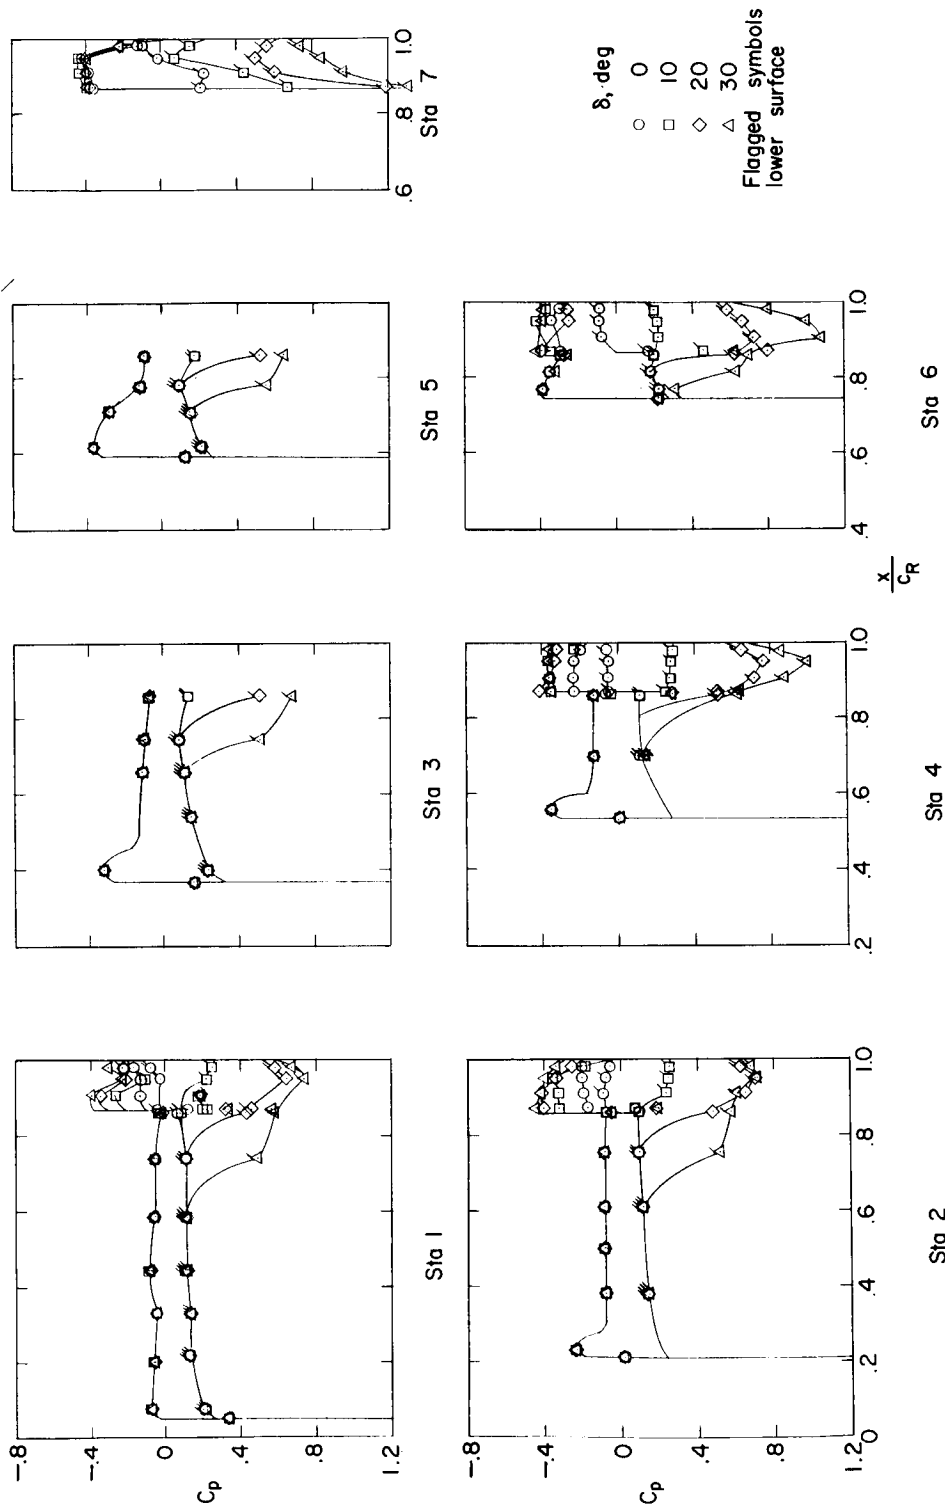 -.8
-.4
Cp 0
.4
.8
1.2
Sta 1
Sta 3
Sta 5
.6 .8 1.0
Sta 7
-.8
-.4
Cp 0
.4
.8
1.2
0 .2 .4 .6 .8 1.0
Sta 2
.2 .4 .6 .8 1.0
Sta 4
.4 .6 .8 1.0
Sta 6
x
cR
δ, deg
0
10
20
30
Flagged symbols
lower surface